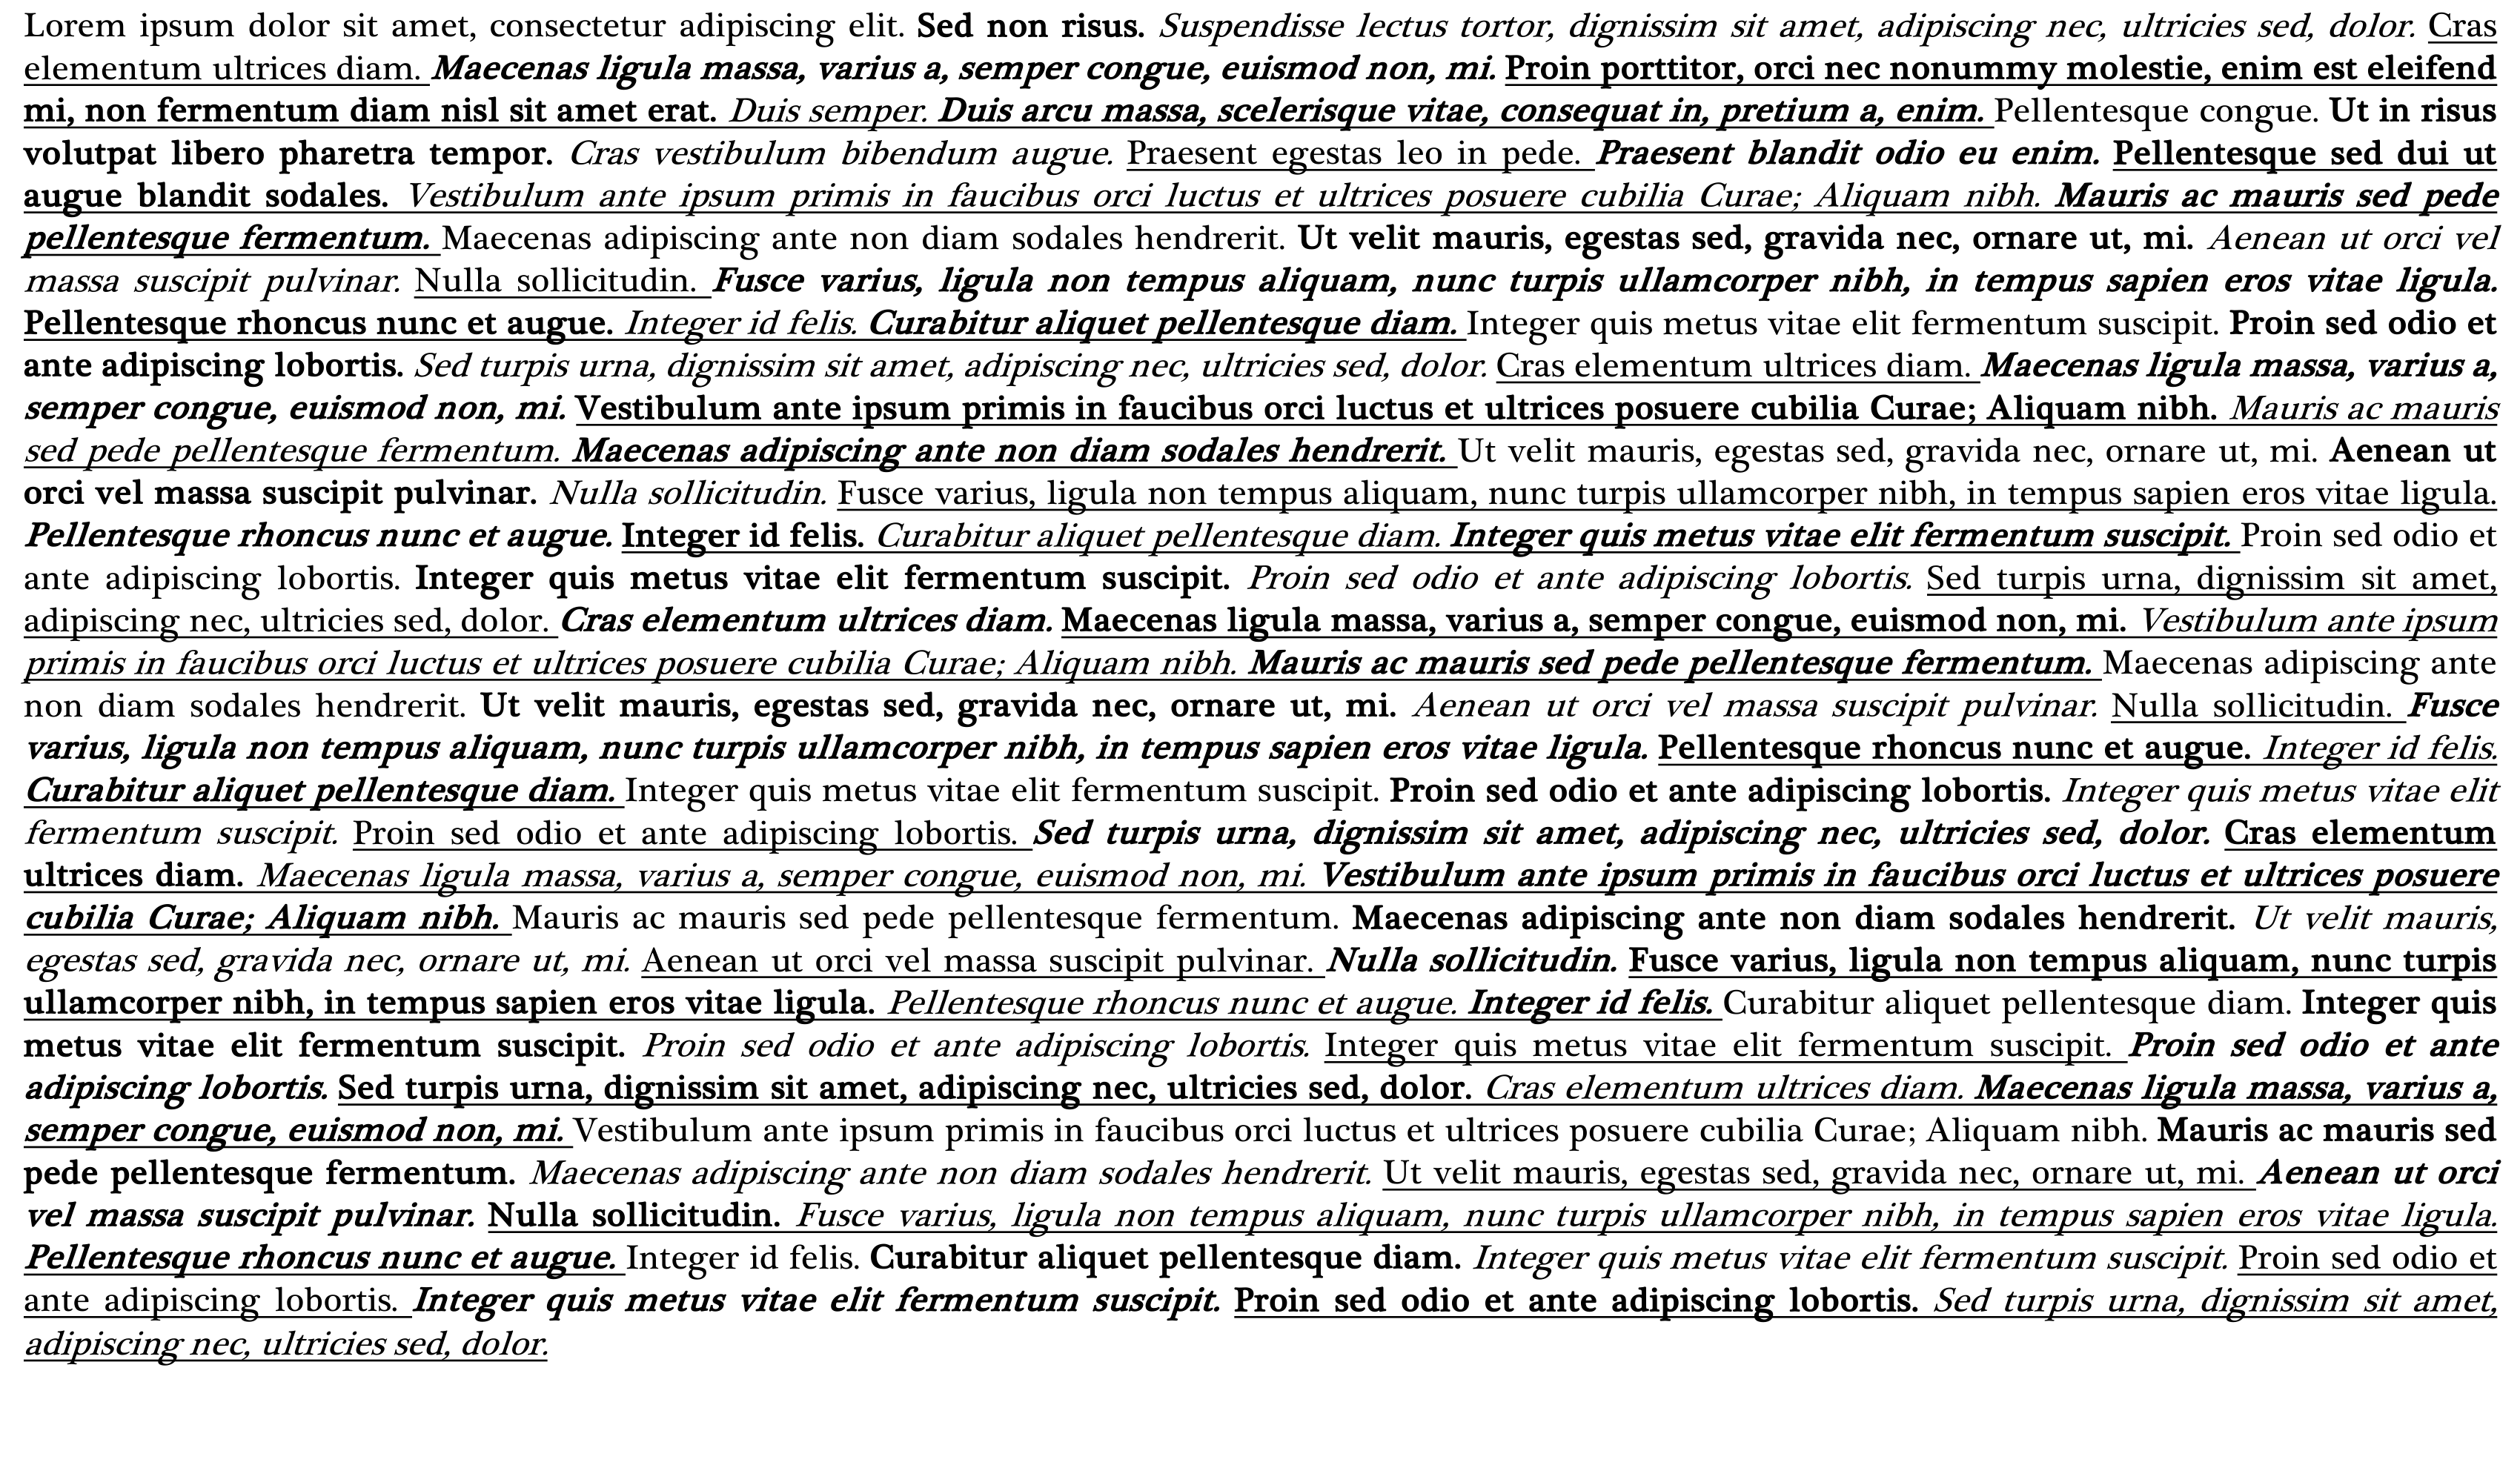 Lorem ipsum dolor sit amet, consectetur adipiscing elit. Sed non risus. Suspendisse lectus tortor, dignissim sit amet, adipiscing nec, ultricies sed, dolor. Cras
elementum ultrices diam. Maecenas ligula massa, varius a, semper congue, euismod non, mi. Proin porttitor, orci nec nonummy molestie, enim est eleifend
mi, non fermentum diam nisl sit amet erat. Duis semper. Duis arcu massa, scelerisque vitae, consequat in, pretium a, enim. Pellentesque congue. Ut in risus
volutpat libero pharetra tempor. Cras vestibulum bibendum augue. Praesent egestas leo in pede. Praesent blandit odio eu enim. Pellentesque sed dui ut
augue blandit sodales. Vestibulum ante ipsum primis in faucibus orci luctus et ultrices posuere cubilia Curae; Aliquam nibh. Mauris ac mauris sed pede
pellentesque fermentum. Maecenas adipiscing ante non diam sodales hendrerit. Ut velit mauris, egestas sed, gravida nec, ornare ut, mi. Aenean ut orci vel
massa suscipit pulvinar. Nulla sollicitudin. Fusce varius, ligula non tempus aliquam, nunc turpis ullamcorper nibh, in tempus sapien eros vitae ligula.
Pellentesque rhoncus nunc et augue. Integer id felis. Curabitur aliquet pellentesque diam. Integer quis metus vitae elit fermentum suscipit. Proin sed odio et
ante adipiscing lobortis. Sed turpis urna, dignissim sit amet, adipiscing nec, ultricies sed, dolor. Cras elementum ultrices diam. Maecenas ligula massa, varius a,
semper congue, euismod non, mi. Vestibulum ante ipsum primis in faucibus orci luctus et ultrices posuere cubilia Curae; Aliquam nibh. Mauris ac mauris
sed pede pellentesque fermentum. Maecenas adipiscing ante non diam sodales hendrerit. Ut velit mauris, egestas sed, gravida nec, ornare ut, mi. Aenean ut
orci vel massa suscipit pulvinar. Nulla sollicitudin. Fusce varius, ligula non tempus aliquam, nunc turpis ullamcorper nibh, in tempus sapien eros vitae ligula.
Pellentesque rhoncus nunc et augue. Integer id felis. Curabitur aliquet pellentesque diam. Integer quis metus vitae elit fermentum suscipit. Proin sed odio et
ante adipiscing lobortis. Integer quis metus vitae elit fermentum suscipit. Proin sed odio et ante adipiscing lobortis. Sed turpis urna, dignissim sit amet,
adipiscing nec, ultricies sed, dolor. Cras elementum ultrices diam. Maecenas ligula massa, varius a, semper congue, euismod non, mi. Vestibulum ante ipsum
primis in faucibus orci luctus et ultrices posuere cubilia Curae; Aliquam nibh. Mauris ac mauris sed pede pellentesque fermentum. Maecenas adipiscing ante
non diam sodales hendrerit. Ut velit mauris, egestas sed, gravida nec, ornare ut, mi. Aenean ut orci vel massa suscipit pulvinar. Nulla sollicitudin. Fusce
varius, ligula non tempus aliquam, nunc turpis ullamcorper nibh, in tempus sapien eros vitae ligula. Pellentesque rhoncus nunc et augue. Integer id felis.
Curabitur aliquet pellentesque diam. Integer quis metus vitae elit fermentum suscipit. Proin sed odio et ante adipiscing lobortis. Integer quis metus vitae elit
fermentum suscipit. Proin sed odio et ante adipiscing lobortis. Sed turpis urna, dignissim sit amet, adipiscing nec, ultricies sed, dolor. Cras elementum
ultrices diam. Maecenas ligula massa, varius a, semper congue, euismod non, mi. Vestibulum ante ipsum primis in faucibus orci luctus et ultrices posuere
cubilia Curae; Aliquam nibh. Mauris ac mauris sed pede pellentesque fermentum. Maecenas adipiscing ante non diam sodales hendrerit. Ut velit mauris,
egestas sed, gravida nec, ornare ut, mi. Aenean ut orci vel massa suscipit pulvinar. Nulla sollicitudin. Fusce varius, ligula non tempus aliquam, nunc turpis
ullamcorper nibh, in tempus sapien eros vitae ligula. Pellentesque rhoncus nunc et augue. Integer id felis. Curabitur aliquet pellentesque diam. Integer quis
metus vitae elit fermentum suscipit. Proin sed odio et ante adipiscing lobortis. Integer quis metus vitae elit fermentum suscipit. Proin sed odio et ante
adipiscing lobortis. Sed turpis urna, dignissim sit amet, adipiscing nec, ultricies sed, dolor. Cras elementum ultrices diam. Maecenas ligula massa, varius a,
semper congue, euismod non, mi. Vestibulum ante ipsum primis in faucibus orci luctus et ultrices posuere cubilia Curae; Aliquam nibh. Mauris ac mauris sed
pede pellentesque fermentum. Maecenas adipiscing ante non diam sodales hendrerit. Ut velit mauris, egestas sed, gravida nec, ornare ut, mi. Aenean ut orci
vel massa suscipit pulvinar. Nulla sollicitudin. Fusce varius, ligula non tempus aliquam, nunc turpis ullamcorper nibh, in tempus sapien eros vitae ligula.
Pellentesque rhoncus nunc et augue. Integer id felis. Curabitur aliquet pellentesque diam. Integer quis metus vitae elit fermentum suscipit. Proin sed odio et
ante adipiscing lobortis. Integer quis metus vitae elit fermentum suscipit. Proin sed odio et ante adipiscing lobortis. Sed turpis urna, dignissim sit amet,
adipiscing nec, ultricies sed, dolor.